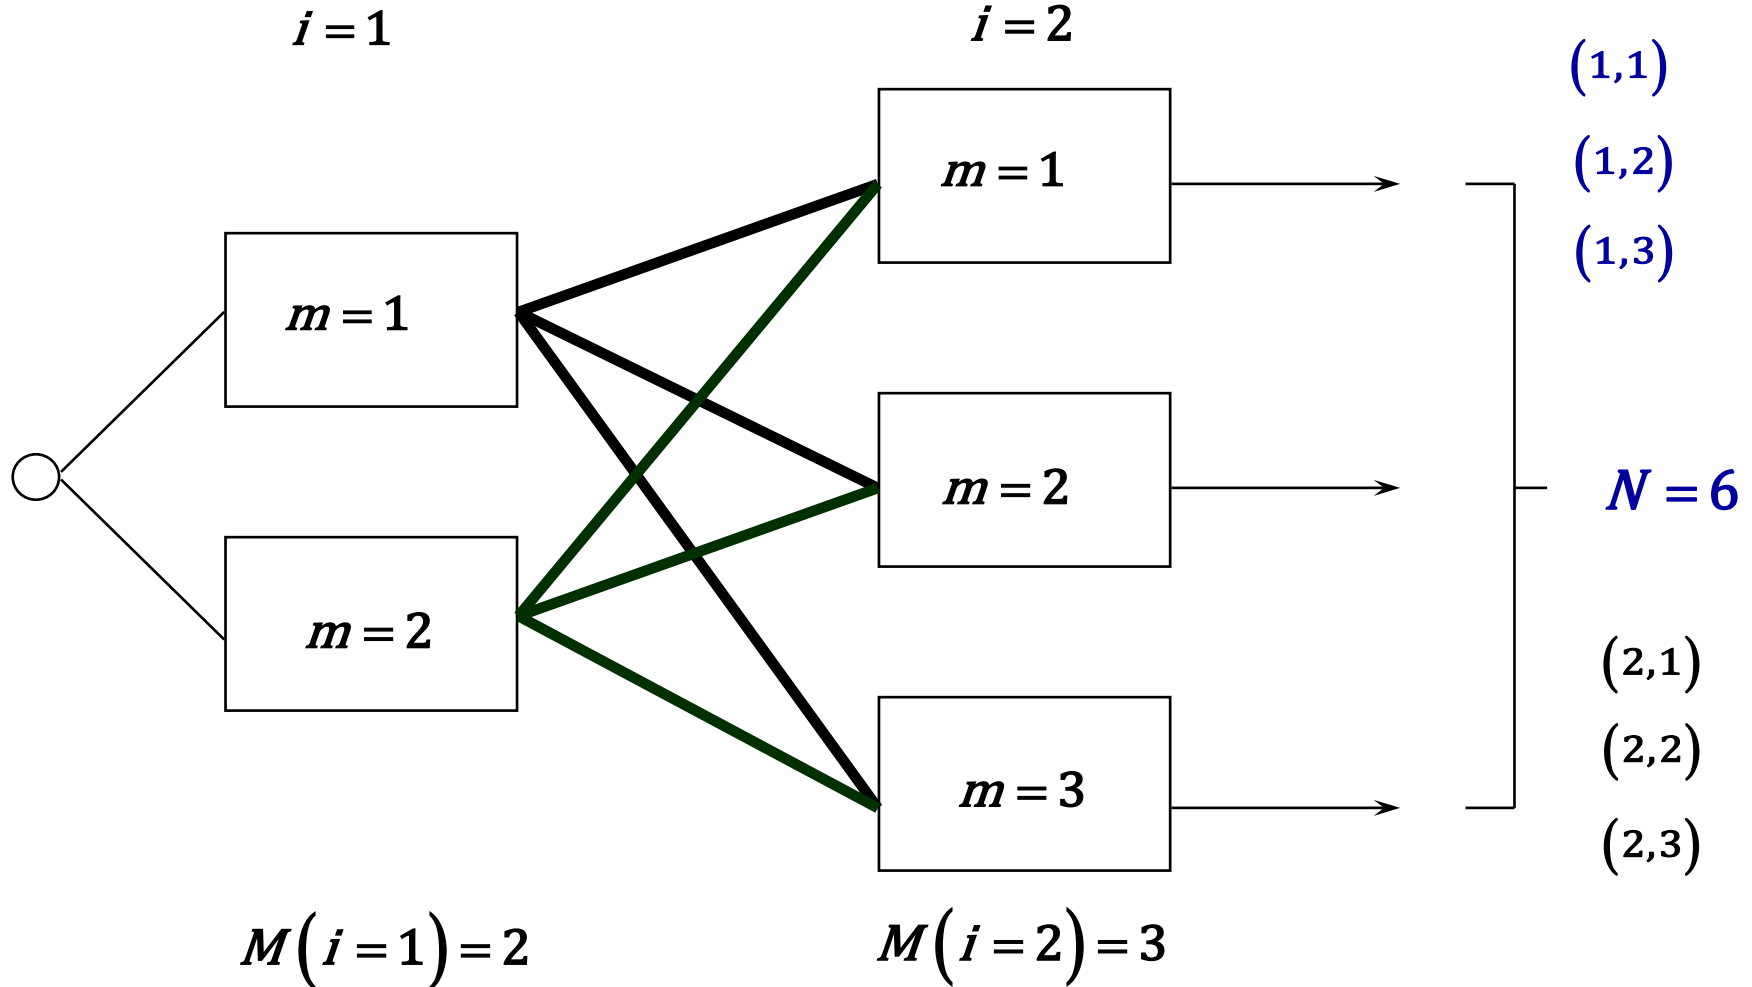 i = 1
i = 2
(1,1)
(1,2)
(1,3)
m = 1
m = 1
m = 2
m = 2
m = 3
N = 6
(2,1)
(2,2)
(2,3)
M(i = 1) = 2
M(i = 2) = 3